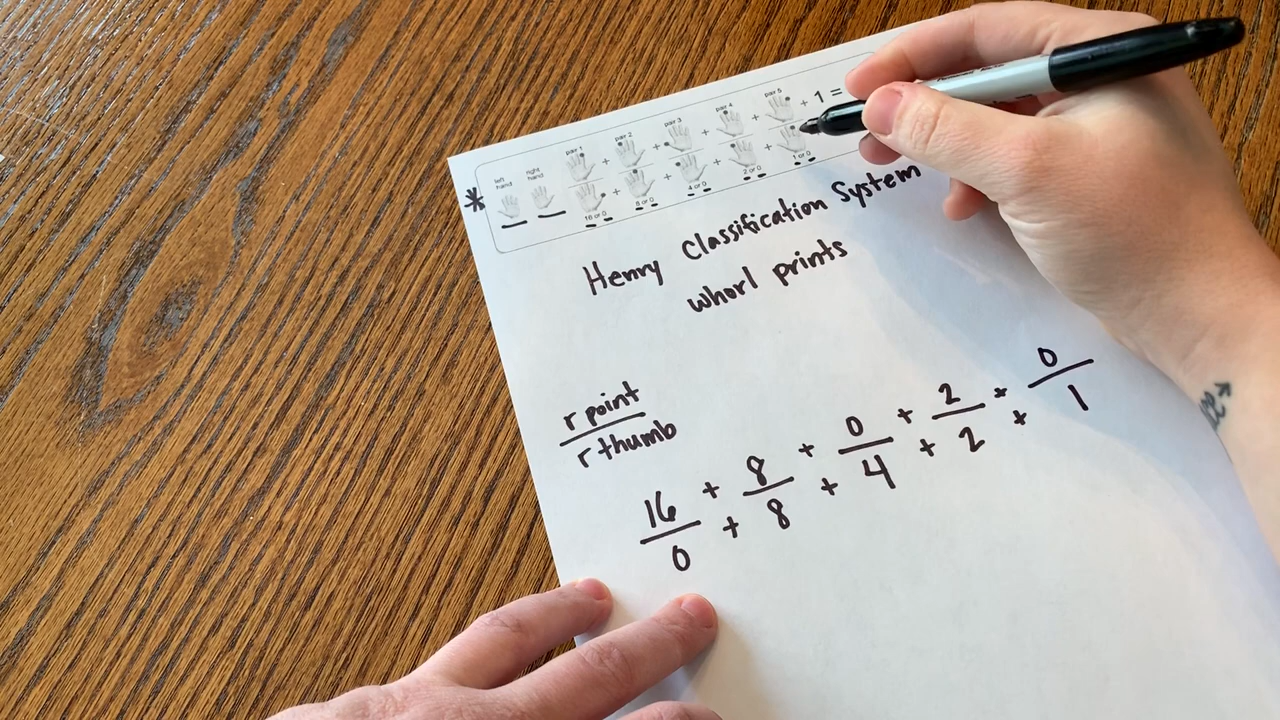 pair 1 + pair 2 + pair 3 + pair 4 + pair 5 + 1 =
left hand right hand
* 16 or 0 + 8 or 0 + 4 or 0 + 2 or 0 + 1 or 0
Henry Classification System
whorl prints
r point
r thumb
16 + 8 + 0 + 2 + 0
0 + 8 + 4 + 2 + 1